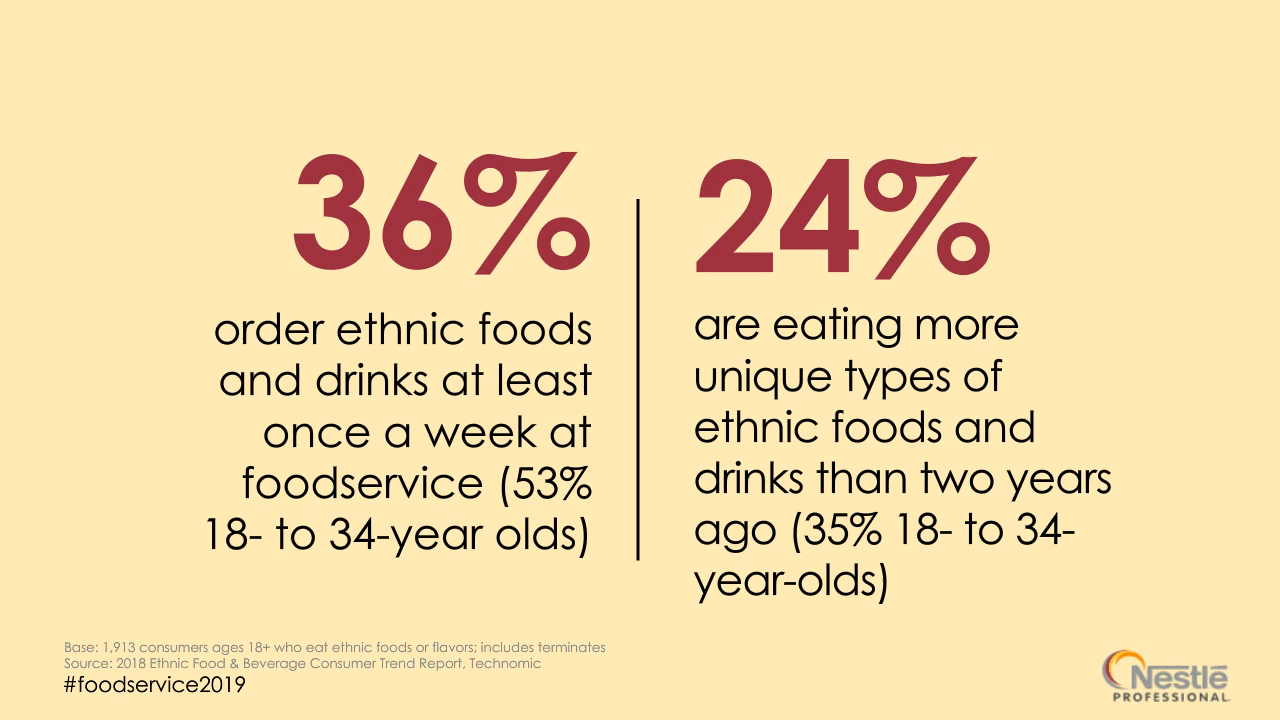 36%
order ethnic foods
and drinks at least
once a week at
foodservice (53%
18- to 34-year olds)
24%
are eating more
unique types of
ethnic foods and
drinks than two years
ago (35% 18- to 34-
year-olds)
Base: 1,913 consumers ages 18+ who eat ethnic foods or flavors; includes terminates
Source: 2018 Ethnic Food & Beverage Consumer Trend Report, Technomic
#foodservice2019
Nestlé
PROFESSIONAL.